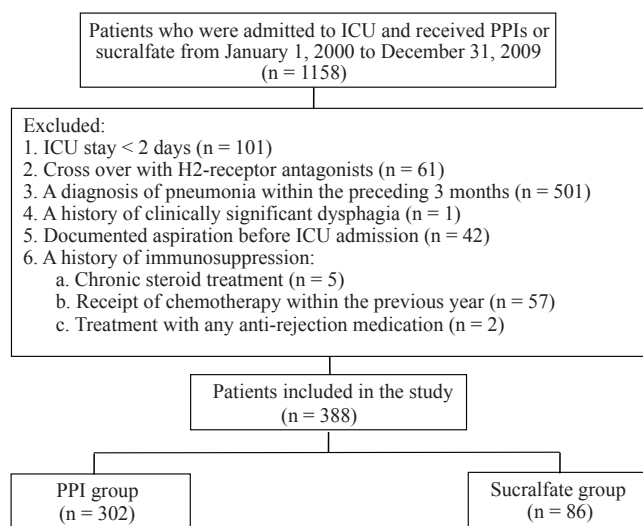 Patients who were admitted to ICU and received PPIs or
sucralfate from January 1, 2000 to December 31, 2009
(n = 1158)
Excluded:
1. ICU stay < 2 days (n = 101)
2. Cross over with H2-receptor antagonists (n = 61)
3. A diagnosis of pneumonia within the preceding 3 months (n = 501)
4. A history of clinically significant dysphagia (n = 1)
5. Documented aspiration before ICU admission (n = 42)
6. A history of immunosuppression:
a. Chronic steroid treatment (n = 5)
b. Receipt of chemotherapy within the previous year (n = 57)
c. Treatment with any anti-rejection medication (n = 2)
Patients included in the study
(n = 388)
PPI group
(n = 302)
Sucralfate group
(n = 86)